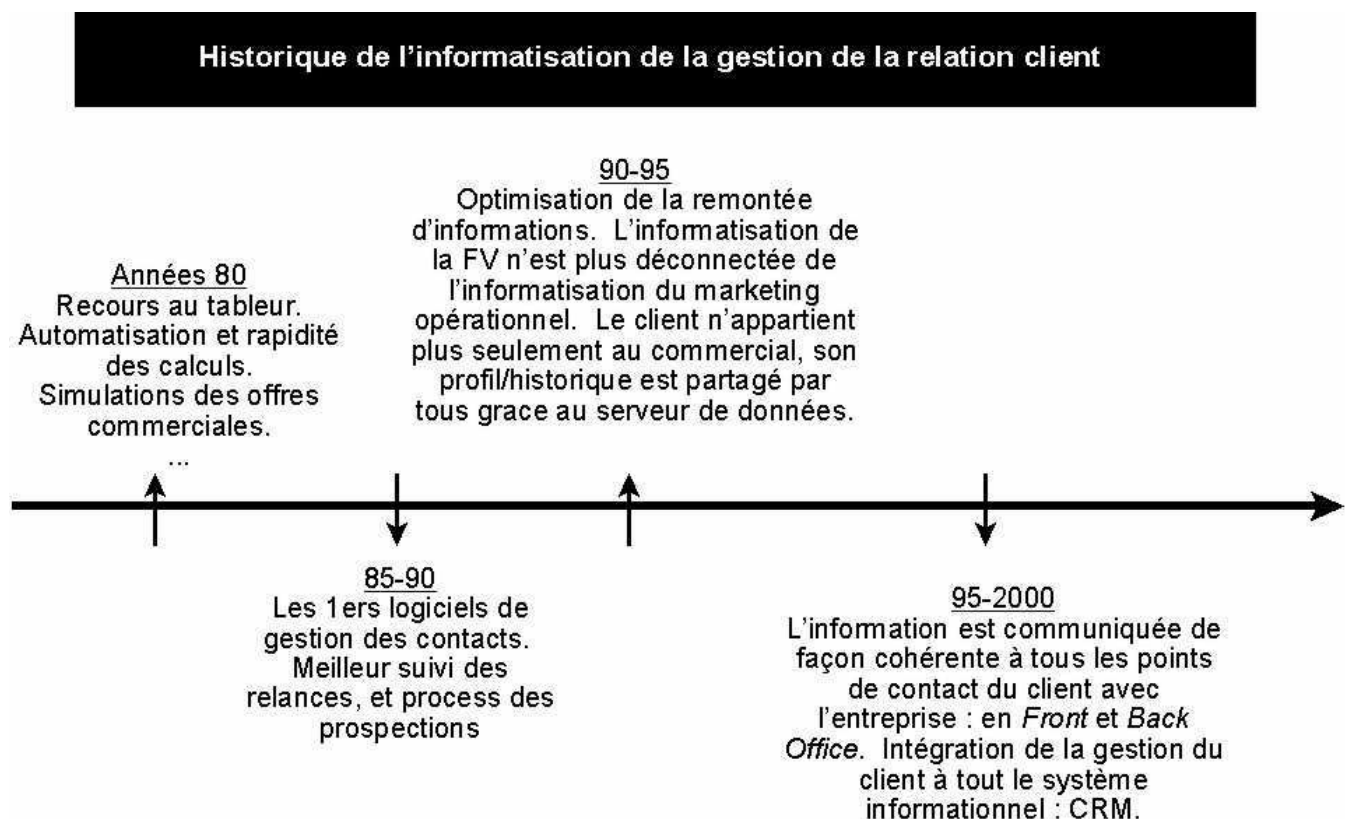 Historique de l'informatisation de la gestion de la relation client
Années 80
Recours au tableur.
Automatisation et rapidité
des calculs.
Simulations des offres
commerciales.
...
85-90
Les 1ers logiciels de
gestion des contacts.
Meilleur suivi des
relances, et process des
prospections
90-95
Optimisation de la remontée
d'informations. L'informatisation de
la FV n'est plus déconnectée de
l'informatisation du marketing
opérationnel. Le client n'appartient
plus seulement au commercial, son
profil/historique est partagé par
tous grace au serveur de données.
95-2000
L'information est communiquée de
façon cohérente à tous les points
de contact du client avec
l'entreprise : en Front et Back
Office. Intégration de la gestion du
client à tout le système
informationnel : CRM.